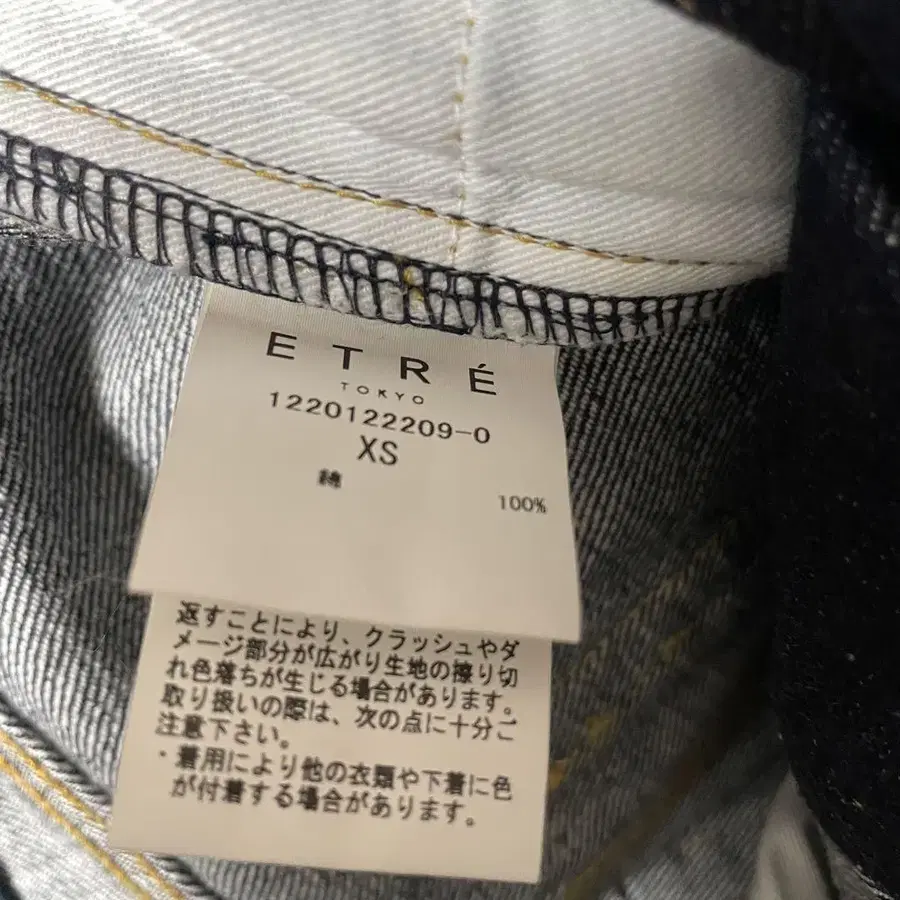 ETRÉ
TOKYO
1220122209-0
XS
綿 100%
返すことにより、クラッシュやダ
メージ部分が広がり生地の擦り切
れ色落ちが生じる場合があります。
取り扱いの際は、次の点に十分ご
注意下さい。
・着用により他の衣類や下着に色
が付着する場合があります。